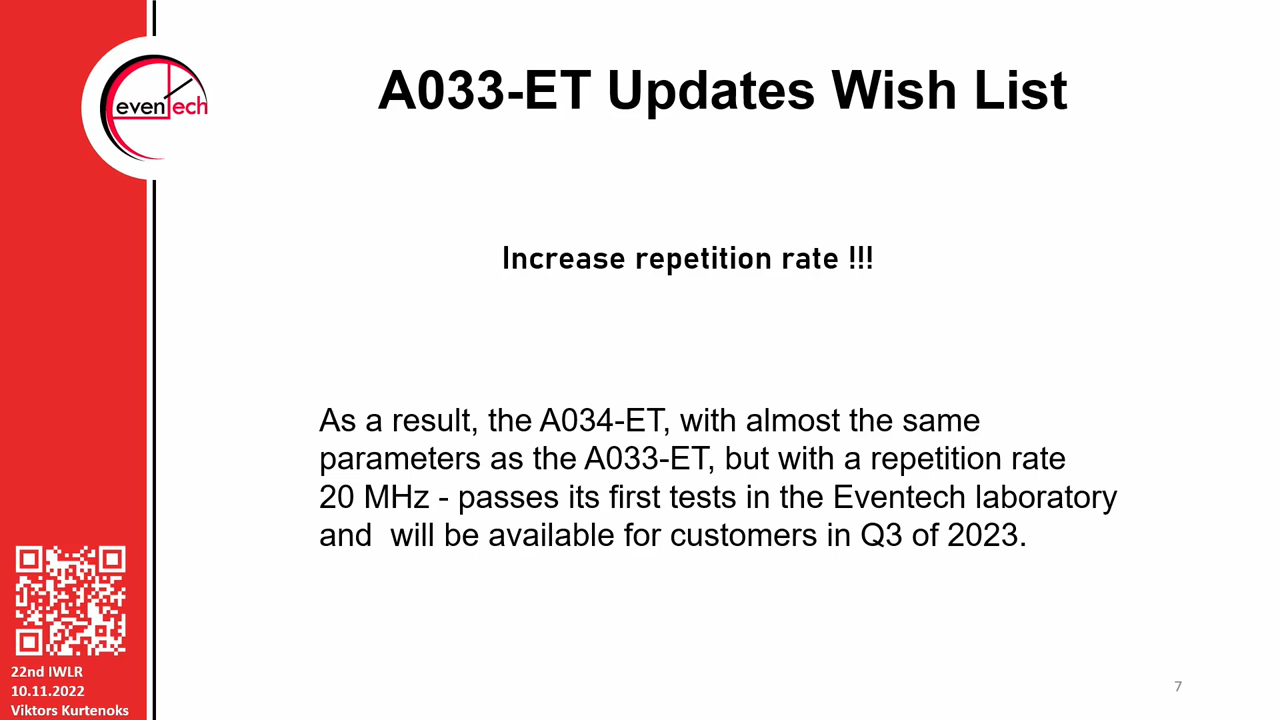 evenTech
A033-ET Updates Wish List
Increase repetition rate !!!
As a result, the A034-ET, with almost the same
parameters as the A033-ET, but with a repetition rate
20 MHz - passes its first tests in the Eventech laboratory
and  will be available for customers in Q3 of 2023.
22nd IWLR
10.11.2022
Viktors Kurtenoks
7